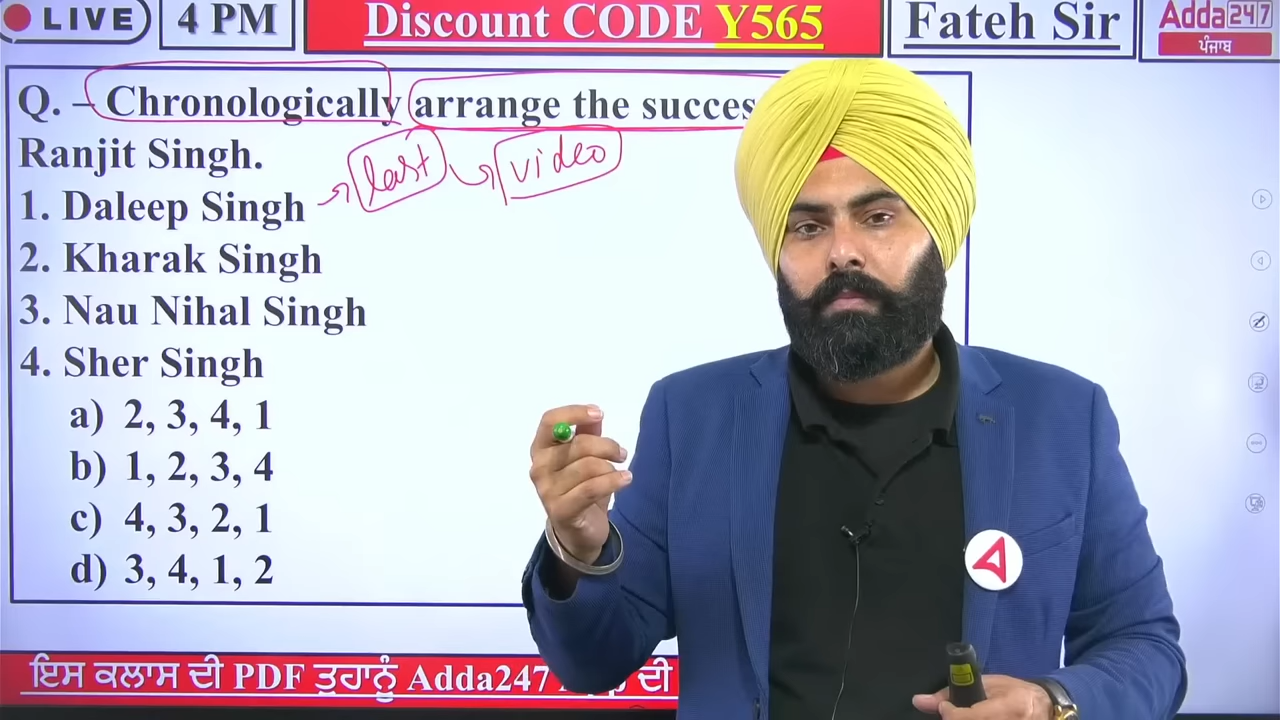 LIVE
4 PM
Discount CODE Y565
Fateh Sir
Adda247
ਪੰਜਾਬ
Q. – Chronologically arrange the succes
Ranjit Singh.
last
video
1. Daleep Singh
2. Kharak Singh
3. Nau Nihal Singh
4. Sher Singh
a) 2, 3, 4, 1
b) 1, 2, 3, 4
c) 4, 3, 2, 1
d) 3, 4, 1, 2
ਇਸ ਕਲਾਸ ਦੀ PDF ਤੁਹਾਨੂੰ Adda247 App ਦੀ